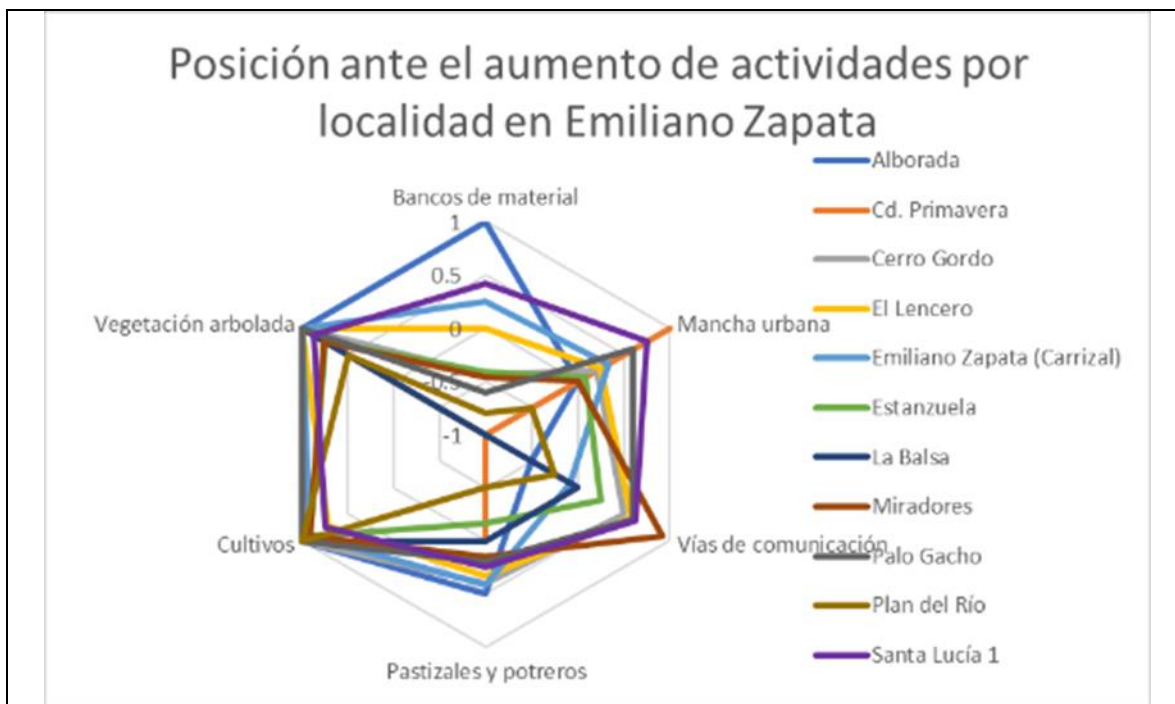 Posición ante el aumento de actividades por
localidad en Emiliano Zapata
Bancos de material
1
0.5
0
-0.5
-1
Mancha urbana
Vías de comunicación
Pastizales y potreros
Cultivos
Vegetación arbolada
Alborada
Cd. Primavera
Cerro Gordo
El Lencero
Emiliano Zapata (Carrizal)
Estanzuela
La Balsa
Miradores
Palo Gacho
Plan del Río
Santa Lucía 1